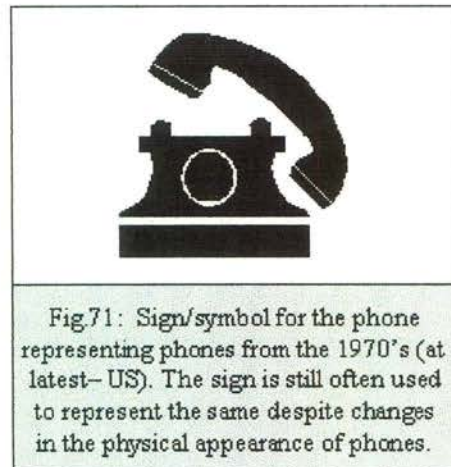 Fig.71: Sign/symbol for the phone
representing phones from the 1970's (at
latest– US). The sign is still often used
to represent the same despite changes
in the physical appearance of phones.